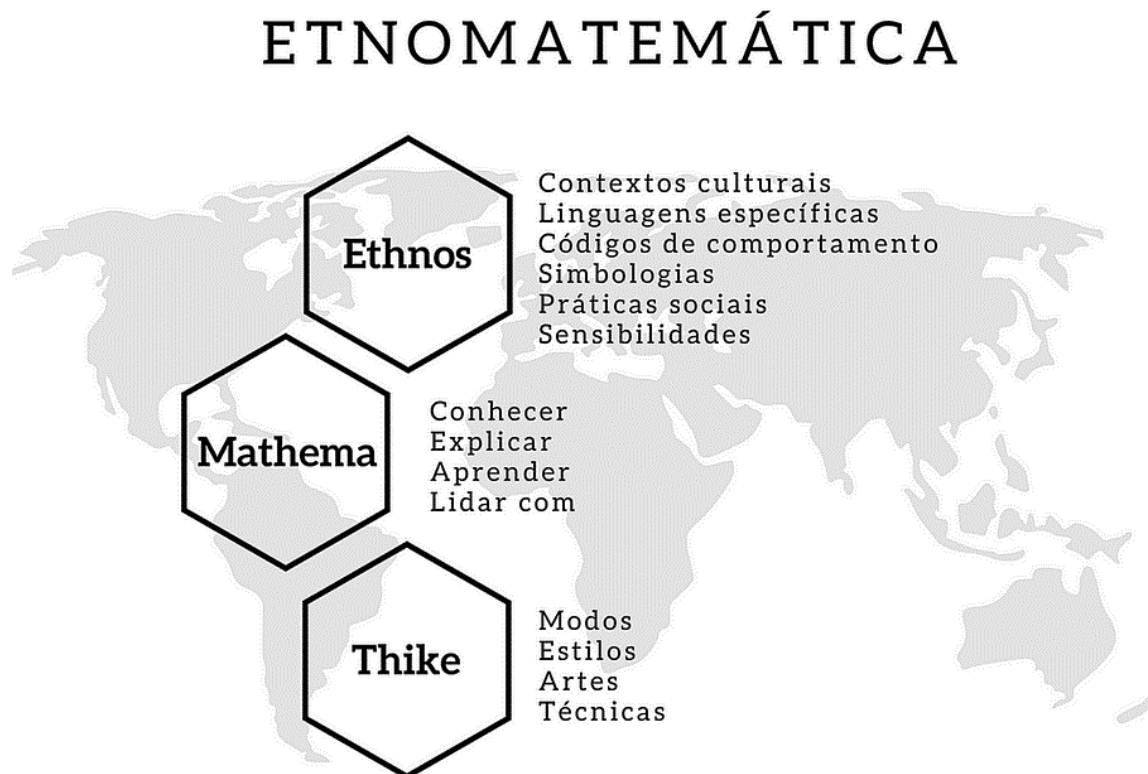 ETNOMATEMÁTICA
Ethnos
Contextos culturais
Linguagens específicas
Códigos de comportamento
Simbologias
Práticas sociais
Sensibilidades
Mathema
Conhecer
Explicar
Aprender
Lidar com
Thike
Modos
Estilos
Artes
Técnicas